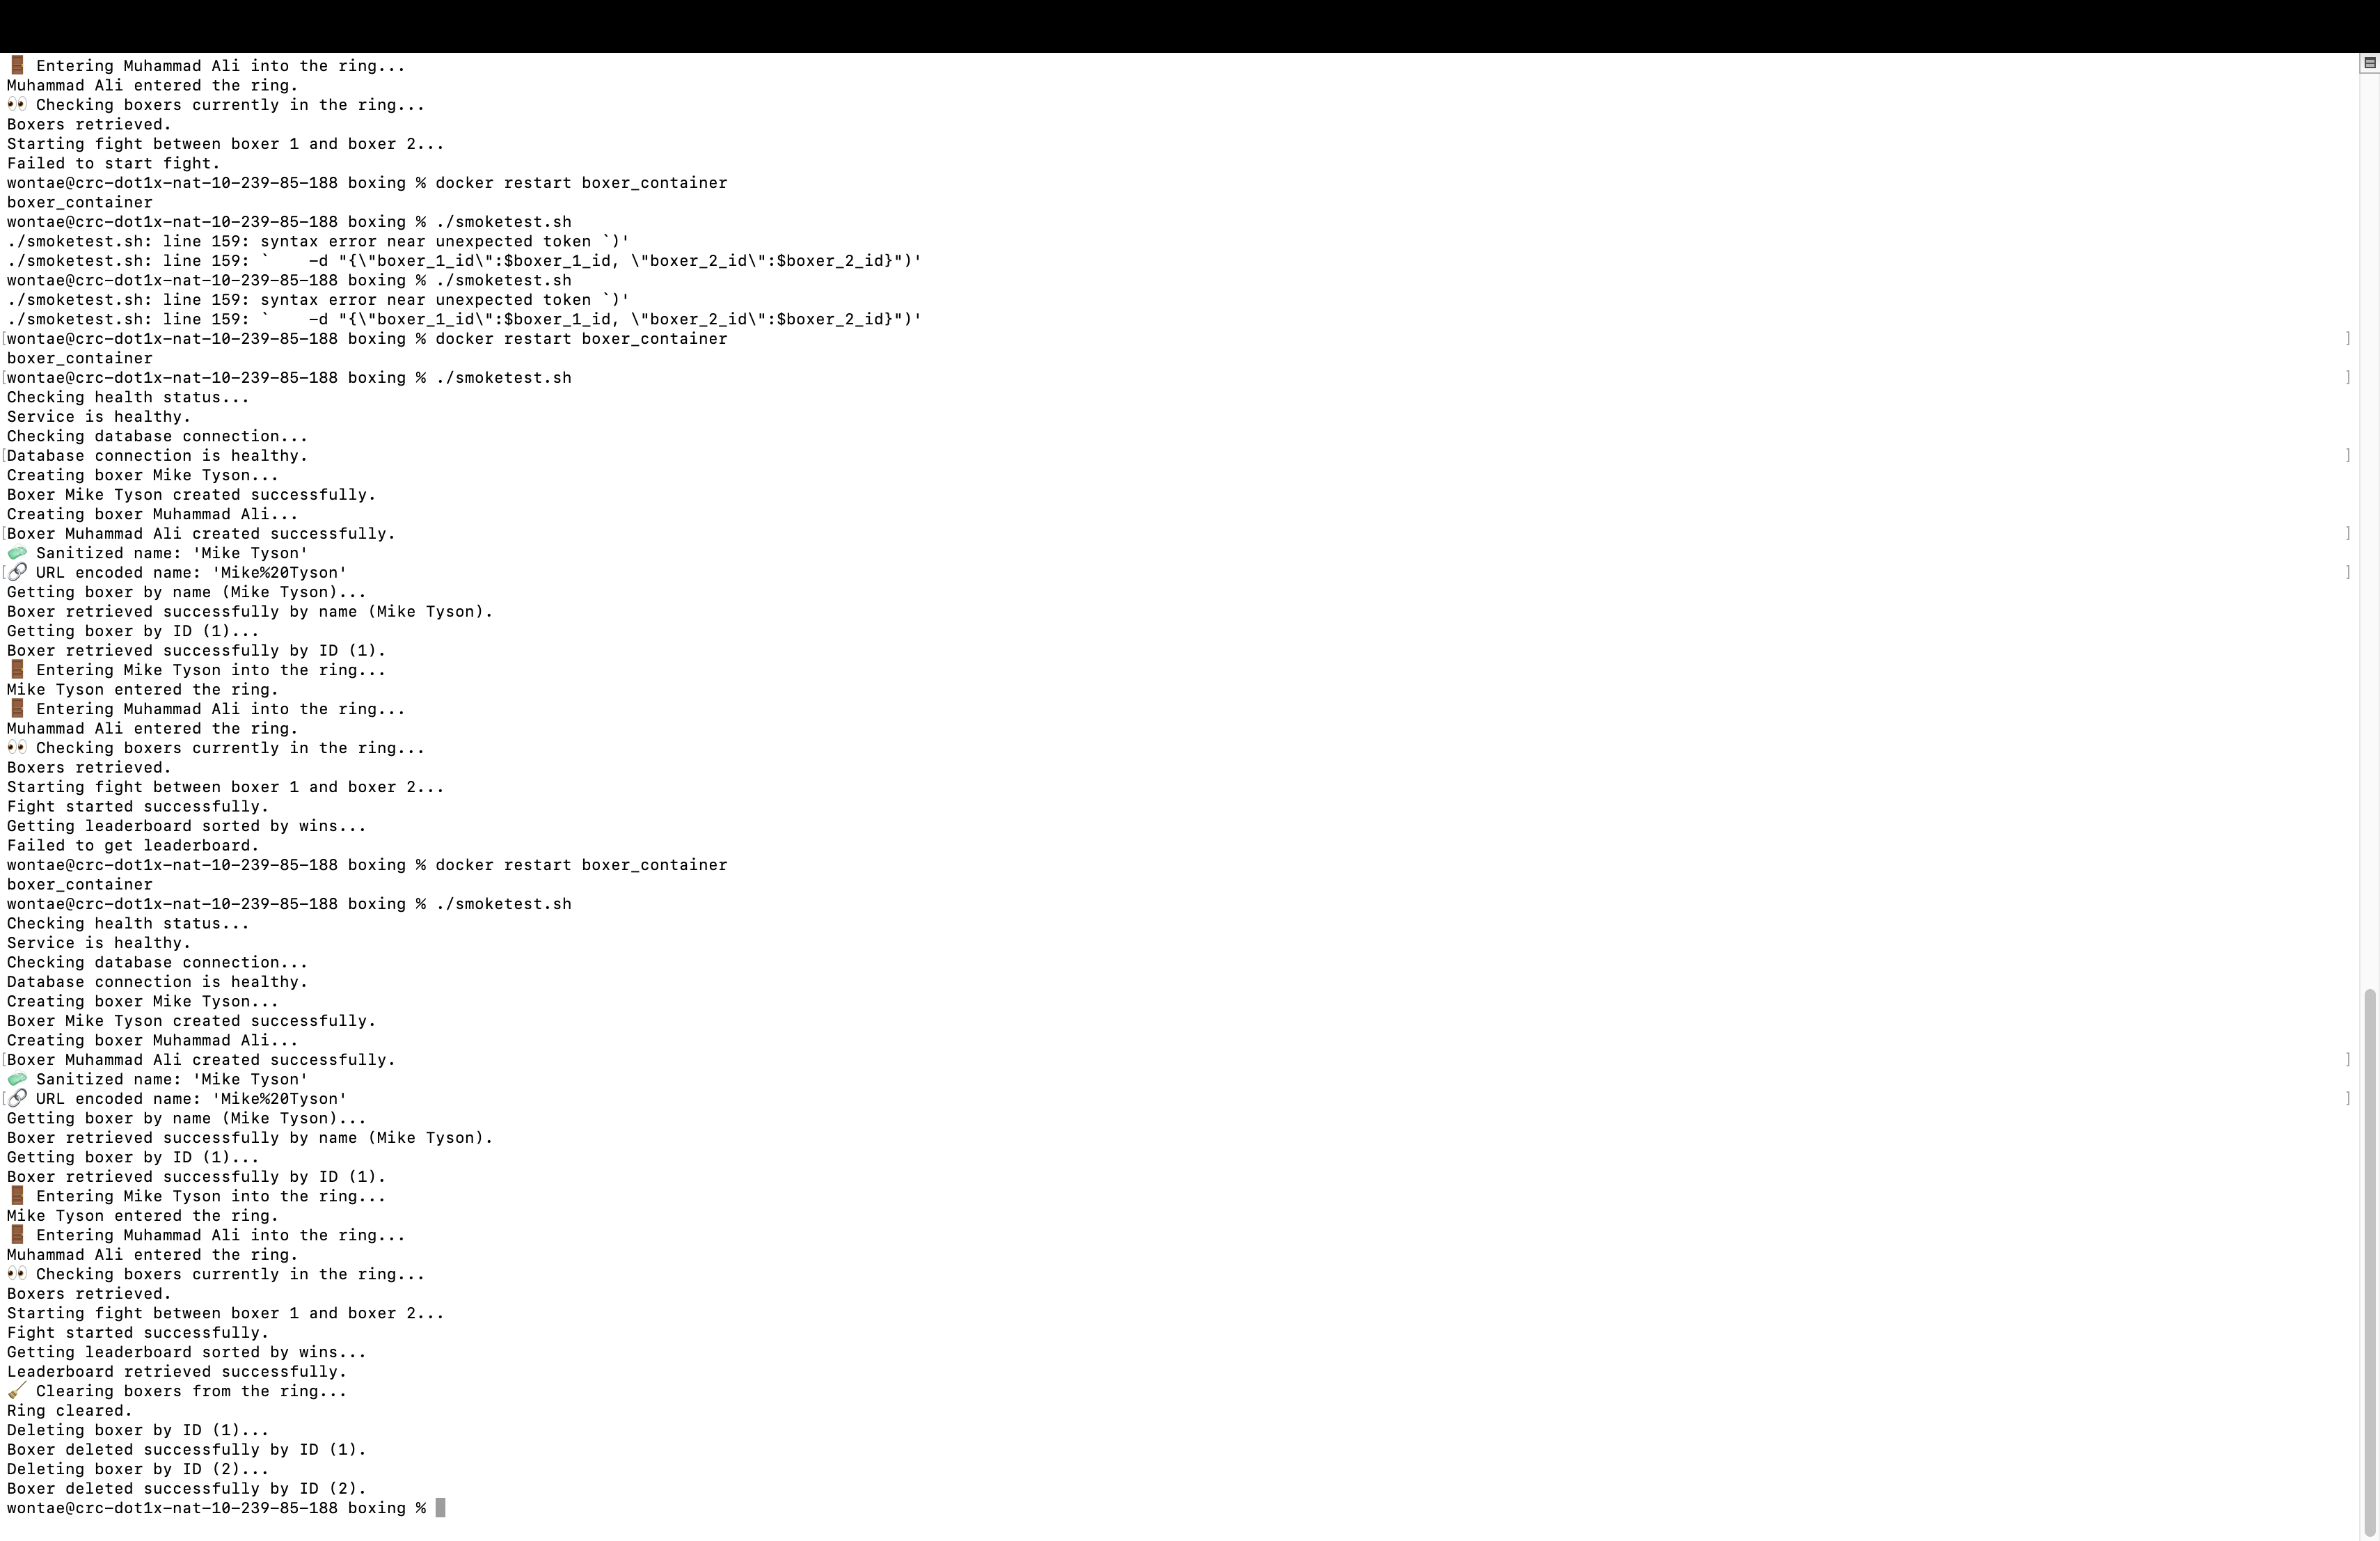 🚪 Entering Muhammad Ali into the ring...
Muhammad Ali entered the ring.
👀 Checking boxers currently in the ring...
Boxers retrieved.
Starting fight between boxer 1 and boxer 2...
Failed to start fight.
wontae@crc-dot1x-nat-10-239-85-188 boxing % docker restart boxer_container
boxer_container
wontae@crc-dot1x-nat-10-239-85-188 boxing % ./smoketest.sh
./smoketest.sh: line 159: syntax error near unexpected token `)'
./smoketest.sh: line 159: `    -d "{\"boxer_1_id\":$boxer_1_id, \"boxer_2_id\":$boxer_2_id}")'
wontae@crc-dot1x-nat-10-239-85-188 boxing % ./smoketest.sh
./smoketest.sh: line 159: syntax error near unexpected token `)'
./smoketest.sh: line 159: `    -d "{\"boxer_1_id\":$boxer_1_id, \"boxer_2_id\":$boxer_2_id}")'
[wontae@crc-dot1x-nat-10-239-85-188 boxing % docker restart boxer_container ]
boxer_container
[wontae@crc-dot1x-nat-10-239-85-188 boxing % ./smoketest.sh ]
Checking health status...
Service is healthy.
Checking database connection...
[Database connection is healthy. ]
Creating boxer Mike Tyson...
Boxer Mike Tyson created successfully.
Creating boxer Muhammad Ali...
[Boxer Muhammad Ali created successfully. ]
🧼 Sanitized name: 'Mike Tyson'
[🔗 URL encoded name: 'Mike%20Tyson' ]
Getting boxer by name (Mike Tyson)...
Boxer retrieved successfully by name (Mike Tyson).
Getting boxer by ID (1)...
Boxer retrieved successfully by ID (1).
🚪 Entering Mike Tyson into the ring...
Mike Tyson entered the ring.
🚪 Entering Muhammad Ali into the ring...
Muhammad Ali entered the ring.
👀 Checking boxers currently in the ring...
Boxers retrieved.
Starting fight between boxer 1 and boxer 2...
Fight started successfully.
Getting leaderboard sorted by wins...
Failed to get leaderboard.
wontae@crc-dot1x-nat-10-239-85-188 boxing % docker restart boxer_container
boxer_container
wontae@crc-dot1x-nat-10-239-85-188 boxing % ./smoketest.sh
Checking health status...
Service is healthy.
Checking database connection...
Database connection is healthy.
Creating boxer Mike Tyson...
Boxer Mike Tyson created successfully.
Creating boxer Muhammad Ali...
[Boxer Muhammad Ali created successfully. ]
🧼 Sanitized name: 'Mike Tyson'
[🔗 URL encoded name: 'Mike%20Tyson' ]
Getting boxer by name (Mike Tyson)...
Boxer retrieved successfully by name (Mike Tyson).
Getting boxer by ID (1)...
Boxer retrieved successfully by ID (1).
🚪 Entering Mike Tyson into the ring...
Mike Tyson entered the ring.
🚪 Entering Muhammad Ali into the ring...
Muhammad Ali entered the ring.
👀 Checking boxers currently in the ring...
Boxers retrieved.
Starting fight between boxer 1 and boxer 2...
Fight started successfully.
Getting leaderboard sorted by wins...
Leaderboard retrieved successfully.
🧹 Clearing boxers from the ring...
Ring cleared.
Deleting boxer by ID (1)...
Boxer deleted successfully by ID (1).
Deleting boxer by ID (2)...
Boxer deleted successfully by ID (2).
wontae@crc-dot1x-nat-10-239-85-188 boxing %